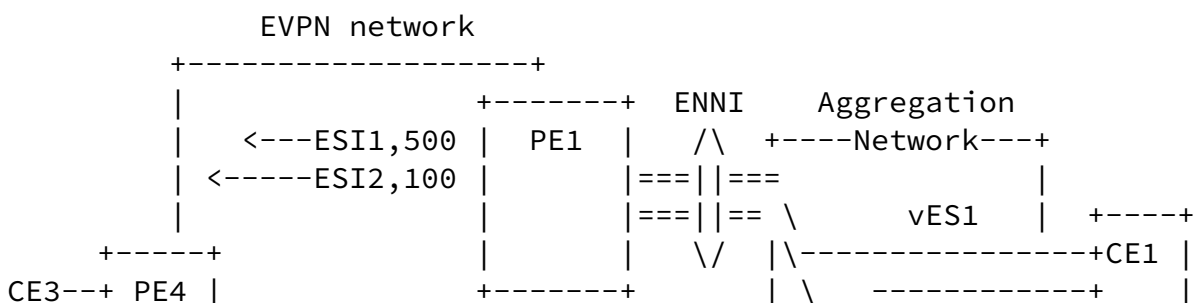 EVPN network
           +-------------------+
           |                +-------+  ENNI     Aggregation
           |   <---ESI1,500 |  PE1  |   /\  +----Network---+
           | <-----ESI2,100 |       |===||===              |
           |                |       |===||== \      vES1   |  +----+
       +-----+              |       |   \/  |\----------------+CE1 |
CE3--+ PE4 |              +-------+       | \   ------------+    |